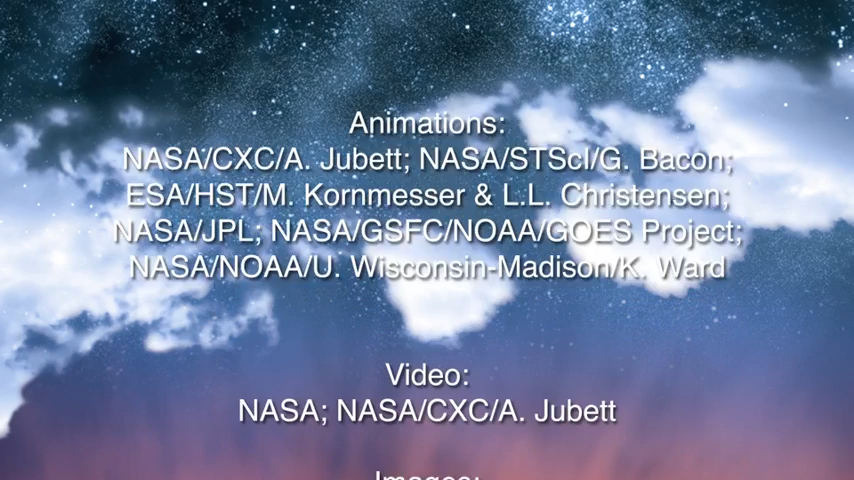 Animations:
NASA/CXC/A. Jubett; NASA/STScI/G. Bacon;
ESA/HST/M. Kornmesser & L.L. Christensen;
NASA/JPL; NASA/GSFC/NOAA/GOES Project;
NASA/NOAA/U. Wisconsin-Madison/K. Ward
Video:
NASA; NASA/CXC/A. Jubett
Images: